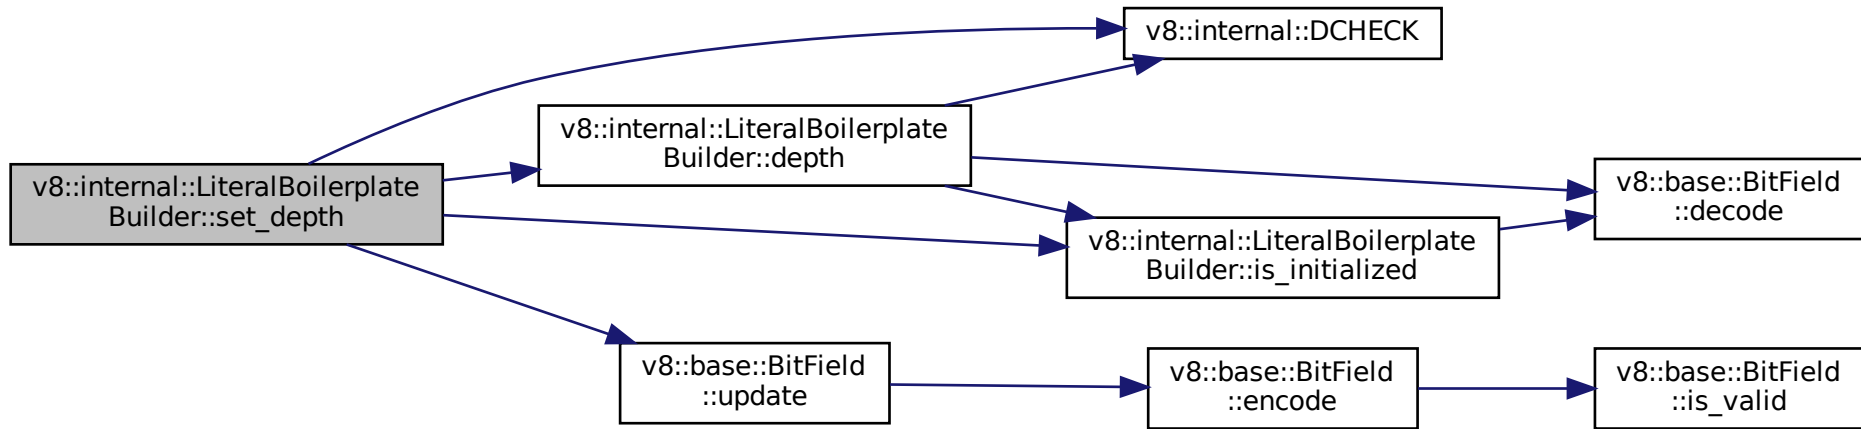 v8::internal::DCHECK
v8::internal::LiteralBoilerplate
Builder::depth
v8::internal::LiteralBoilerplate
Builder::set_depth
v8::base::BitField
::decode
v8::internal::LiteralBoilerplate
Builder::is_initialized
v8::base::BitField
::update
v8::base::BitField
::encode
v8::base::BitField
::is_valid